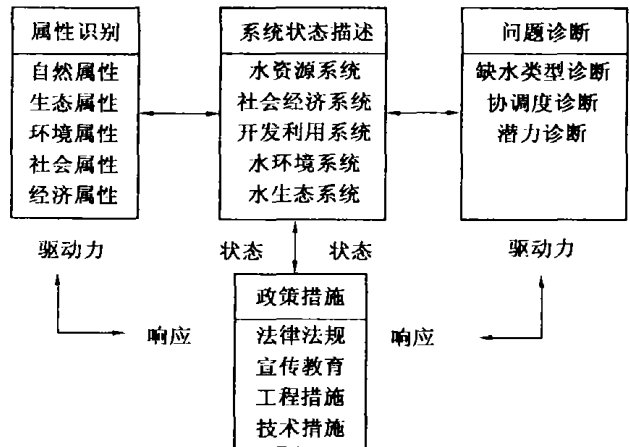 属性识别
自然属性
生态属性
环境属性
社会属性
经济属性
系统状态描述
水资源系统
社会经济系统
开发利用系统
水环境系统
水生态系统
问题诊断
缺水类型诊断
协调度诊断
潜力诊断
驱动力
状态
状态
驱动力
响应
政策措施
法律法规
宣传教育
工程措施
技术措施
响应